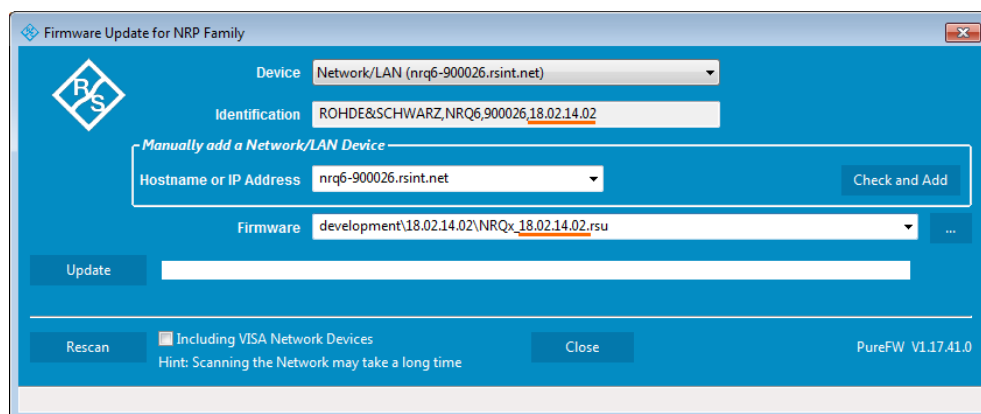 Firmware Update for NRP Family
R S
Device Network/LAN (nrq6-900026.rsint.net)
Identification ROHDE&SCHWARZ,NRQ6,900026,18.02.14.02
Manually add a Network/LAN Device
Hostname or IP Address nrq6-900026.rsint.net Check and Add
Firmware development\18.02.14.02\NRQx_18.02.14.02.rsu ...
Update
Rescan Including VISA Network Devices Close PureFW V1.17.41.0
Hint: Scanning the Network may take a long time